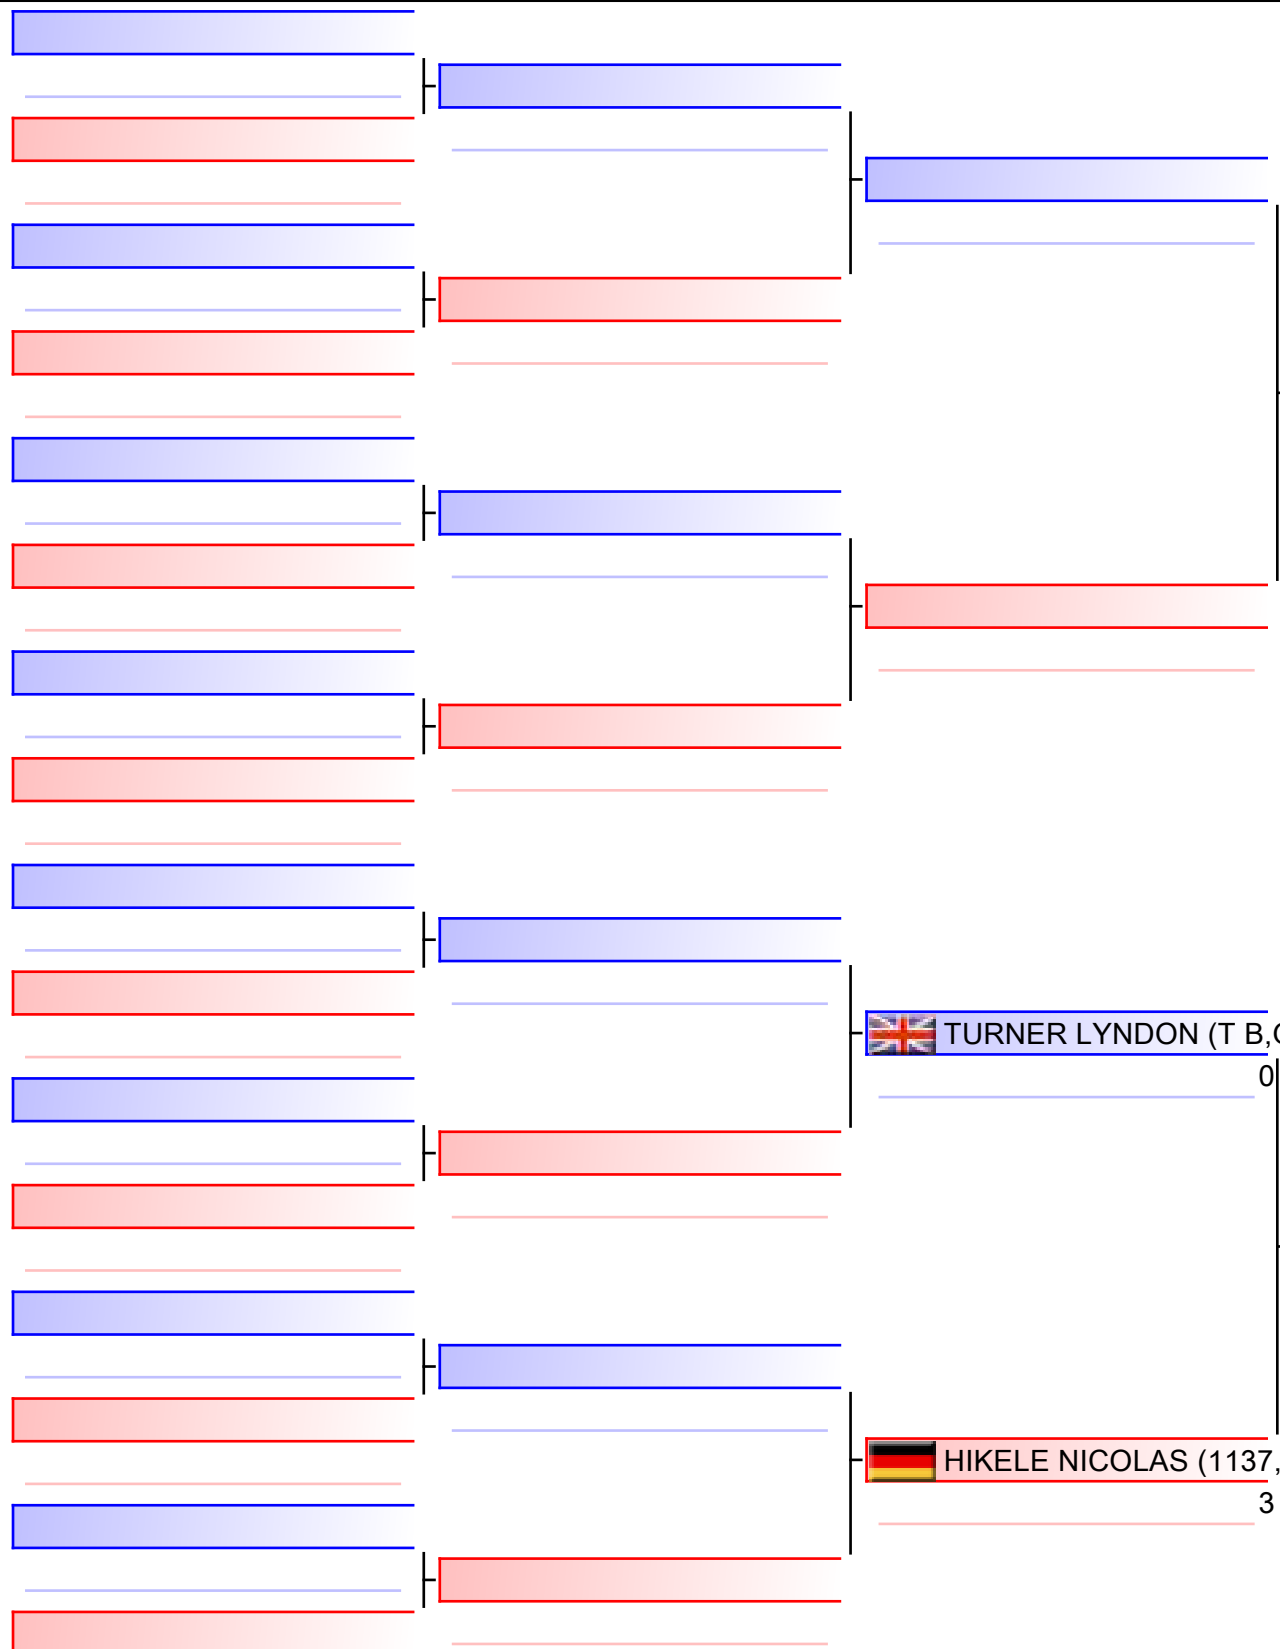 TURNER LYNDON (T B,
0
HIKELE NICOLAS (1137,
3